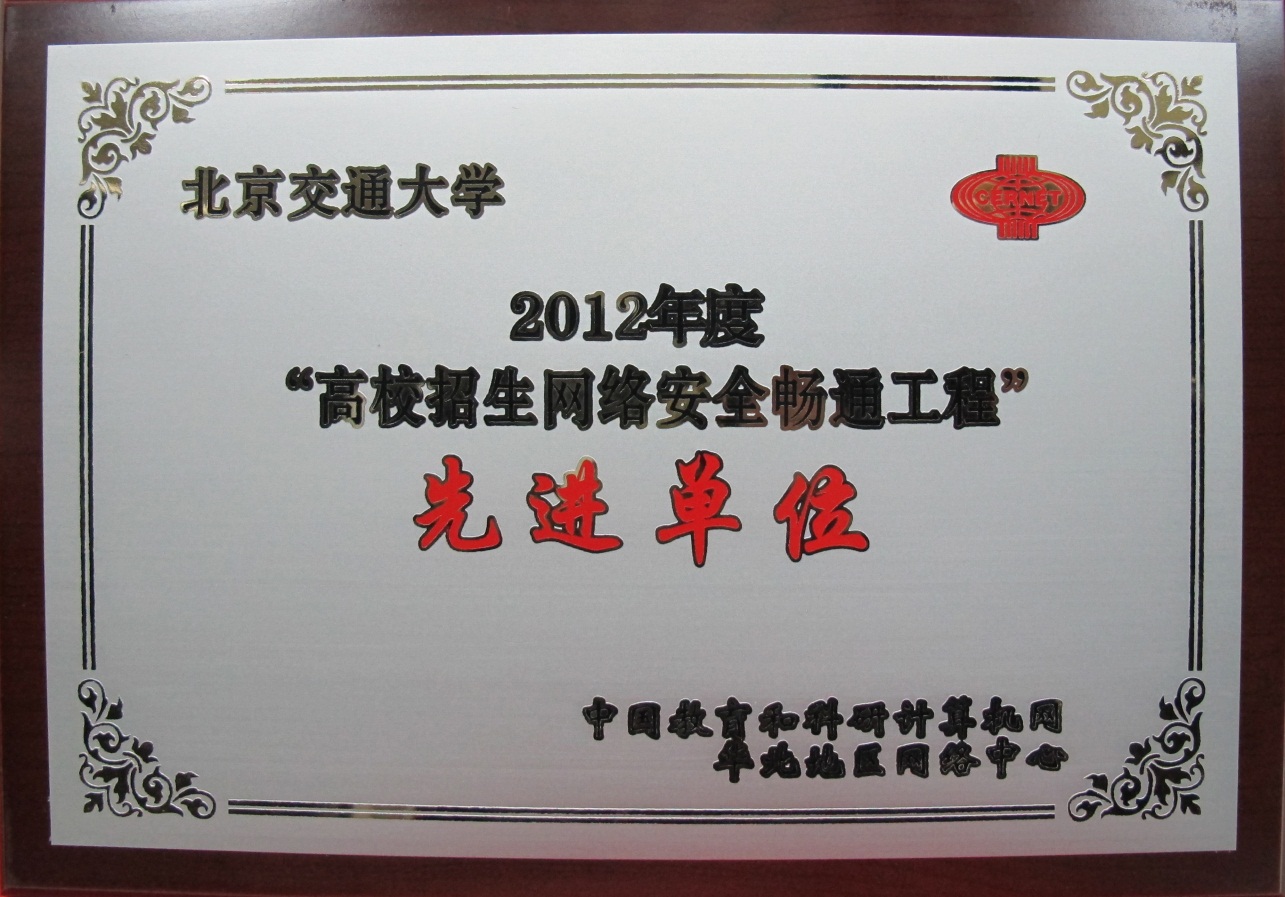 北京交通大学
CERNET
2012年度
“高校招生网络安全畅通工程”
先进单位
中国教育和科研计算机网
华北地区网络中心